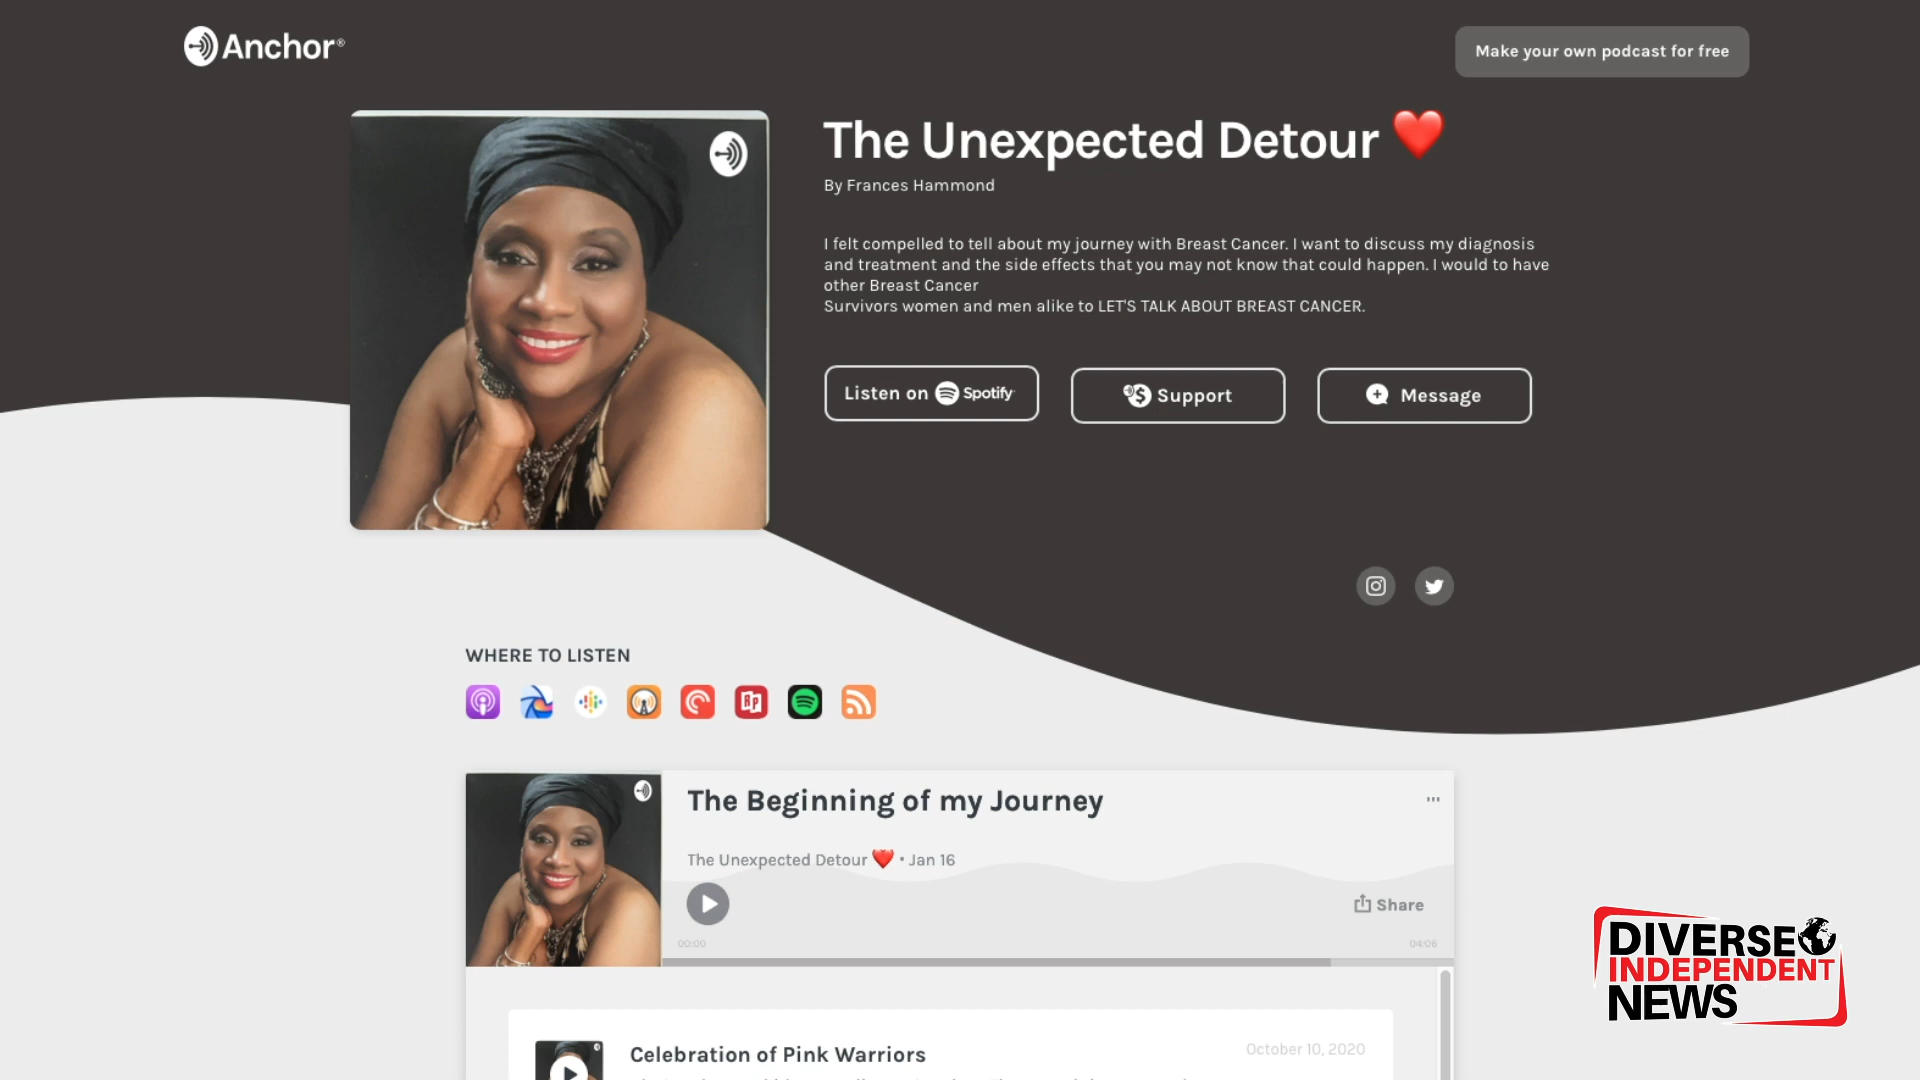 Anchor®
Make your own podcast for free
The Unexpected Detour ❤️
By Frances Hammond
I felt compelled to tell about my journey with Breast Cancer. I want to discuss my diagnosis
and treatment and the side effects that you may not know that could happen. I would to have
other Breast Cancer
Survivors women and men alike to LET'S TALK ABOUT BREAST CANCER.
Listen on Spotify
Support
Message
WHERE TO LISTEN
RP
The Beginning of my Journey
The Unexpected Detour ❤️ • Jan 16
Share
00:00
04:06
Celebration of Pink Warriors
October 10, 2020
DIVERSE
INDEPENDENT
NEWS